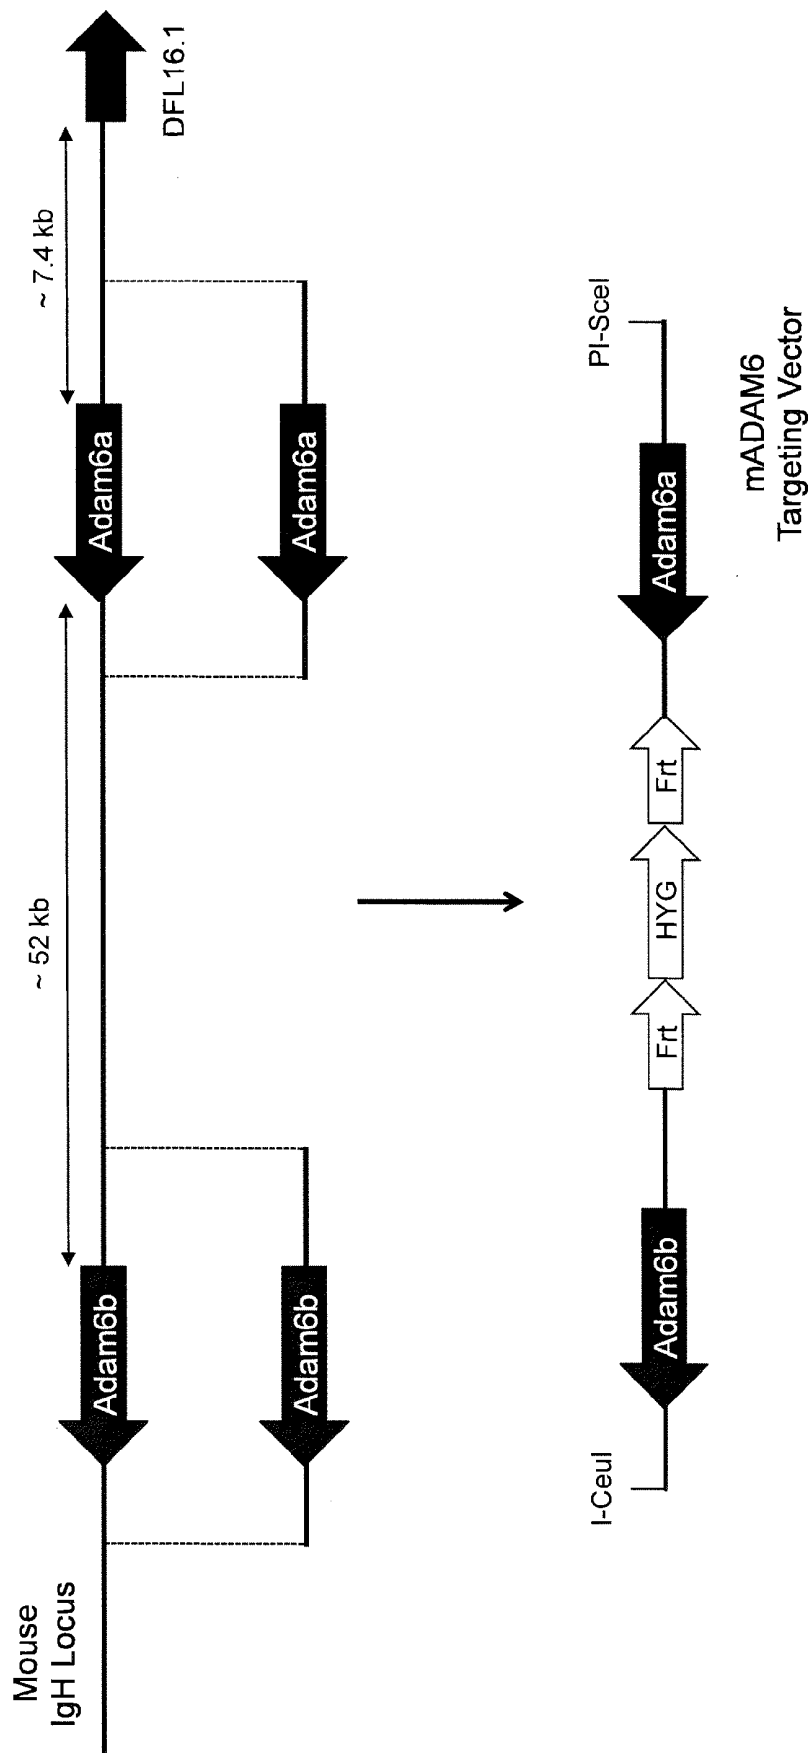 Mouse
IgH Locus
~ 52 kb
~ 7.4 kb
Adam6b
Adam6a
DFL16.1
Adam6b
Adam6a
I-CeuI
PI-SceI
Adam6b
Frt
HYG
Frt
Adam6a
mADAM6
Targeting Vector